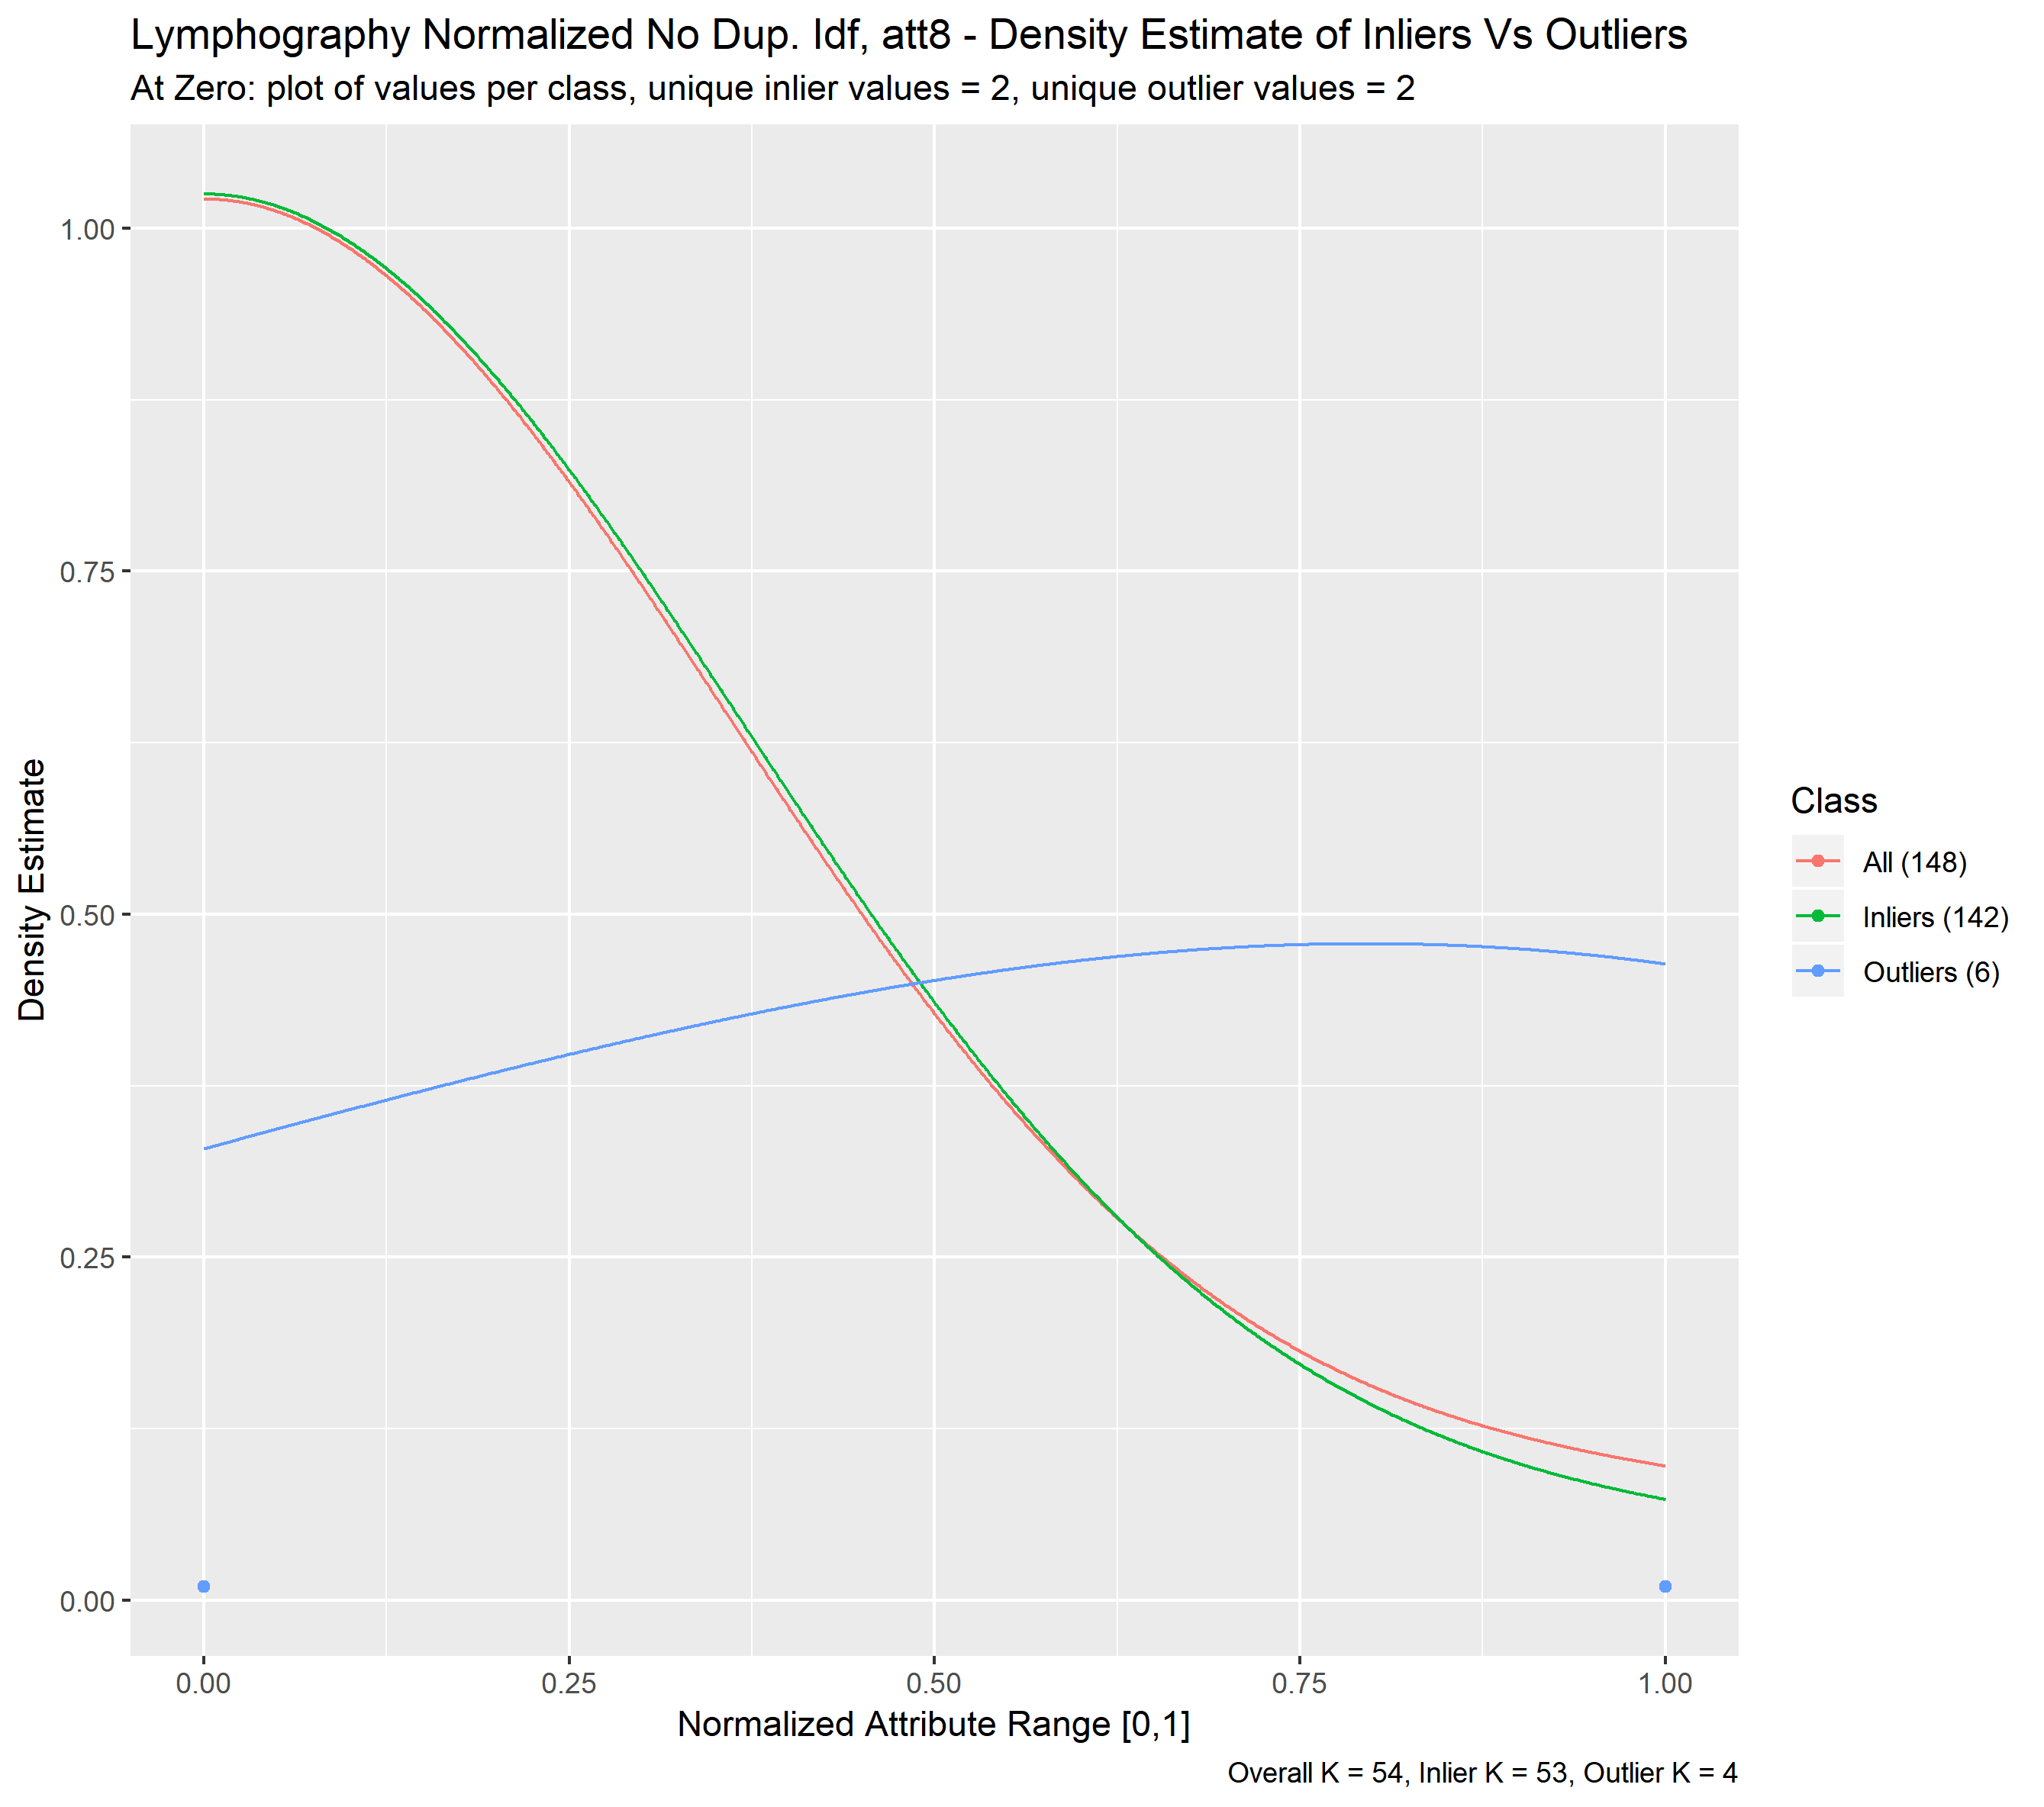 Lymphography Normalized No Dup. Idf, att8 - Density Estimate of Inliers Vs Outliers
At Zero: plot of values per class, unique inlier values = 2, unique outlier values = 2
Density Estimate
1.00
0.75
0.50
0.25
0.00
0.00 0.25 0.50 0.75 1.00
Normalized Attribute Range [0,1]
Class
All (148)
Inliers (142)
Outliers (6)
Overall K = 54, Inlier K = 53, Outlier K = 4